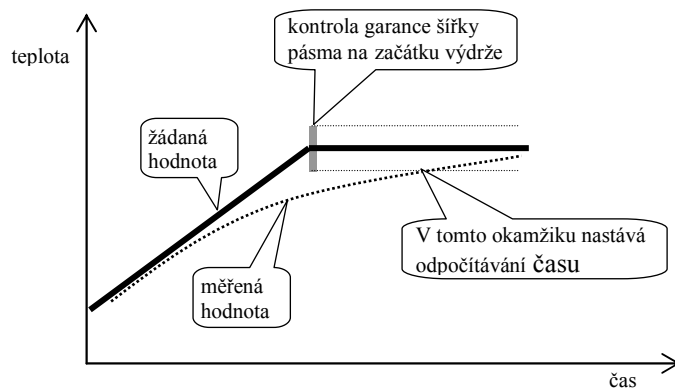 kontrola garance šířky
pásma na začátku výdrže
teplota
žádaná
hodnota
V tomto okamžiku nastává
odpočítávání času
měřená
hodnota
čas